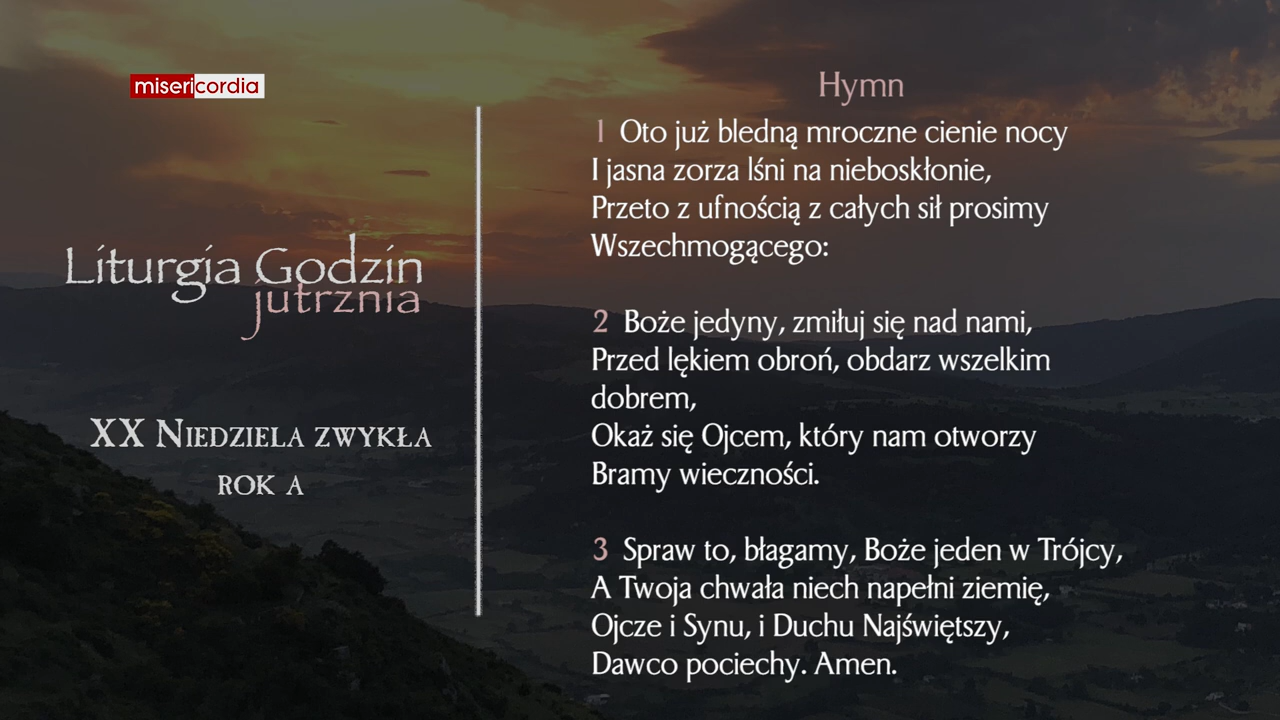 misericordia
Liturgia Godzin
jutrznia
XX Niedziela zwykła
rok A
Hymn
1 Oto już bledną mroczne cienie nocy
I jasna zorza lśni na nieboskłonie,
Przeto z ufnością z całych sił prosimy
Wszechmogącego:
2 Boże jedyny, zmiłuj się nad nami,
Przed lękiem obroń, obdarz wszelkim
dobrem,
Okaż się Ojcem, który nam otworzy
Bramy wieczności.
3 Spraw to, błagamy, Boże jeden w Trójcy,
A Twoja chwała niech napełni ziemię,
Ojcze i Synu, i Duchu Najświętszy,
Dawco pociechy. Amen.